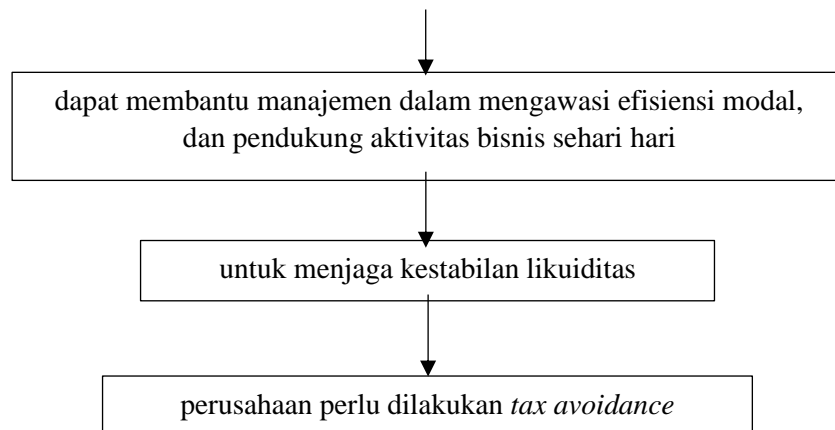 dapat membantu manajemen dalam mengawasi efisiensi modal,
dan pendukung aktivitas bisnis sehari hari
untuk menjaga kestabilan likuiditas
perusahaan perlu dilakukan tax avoidance